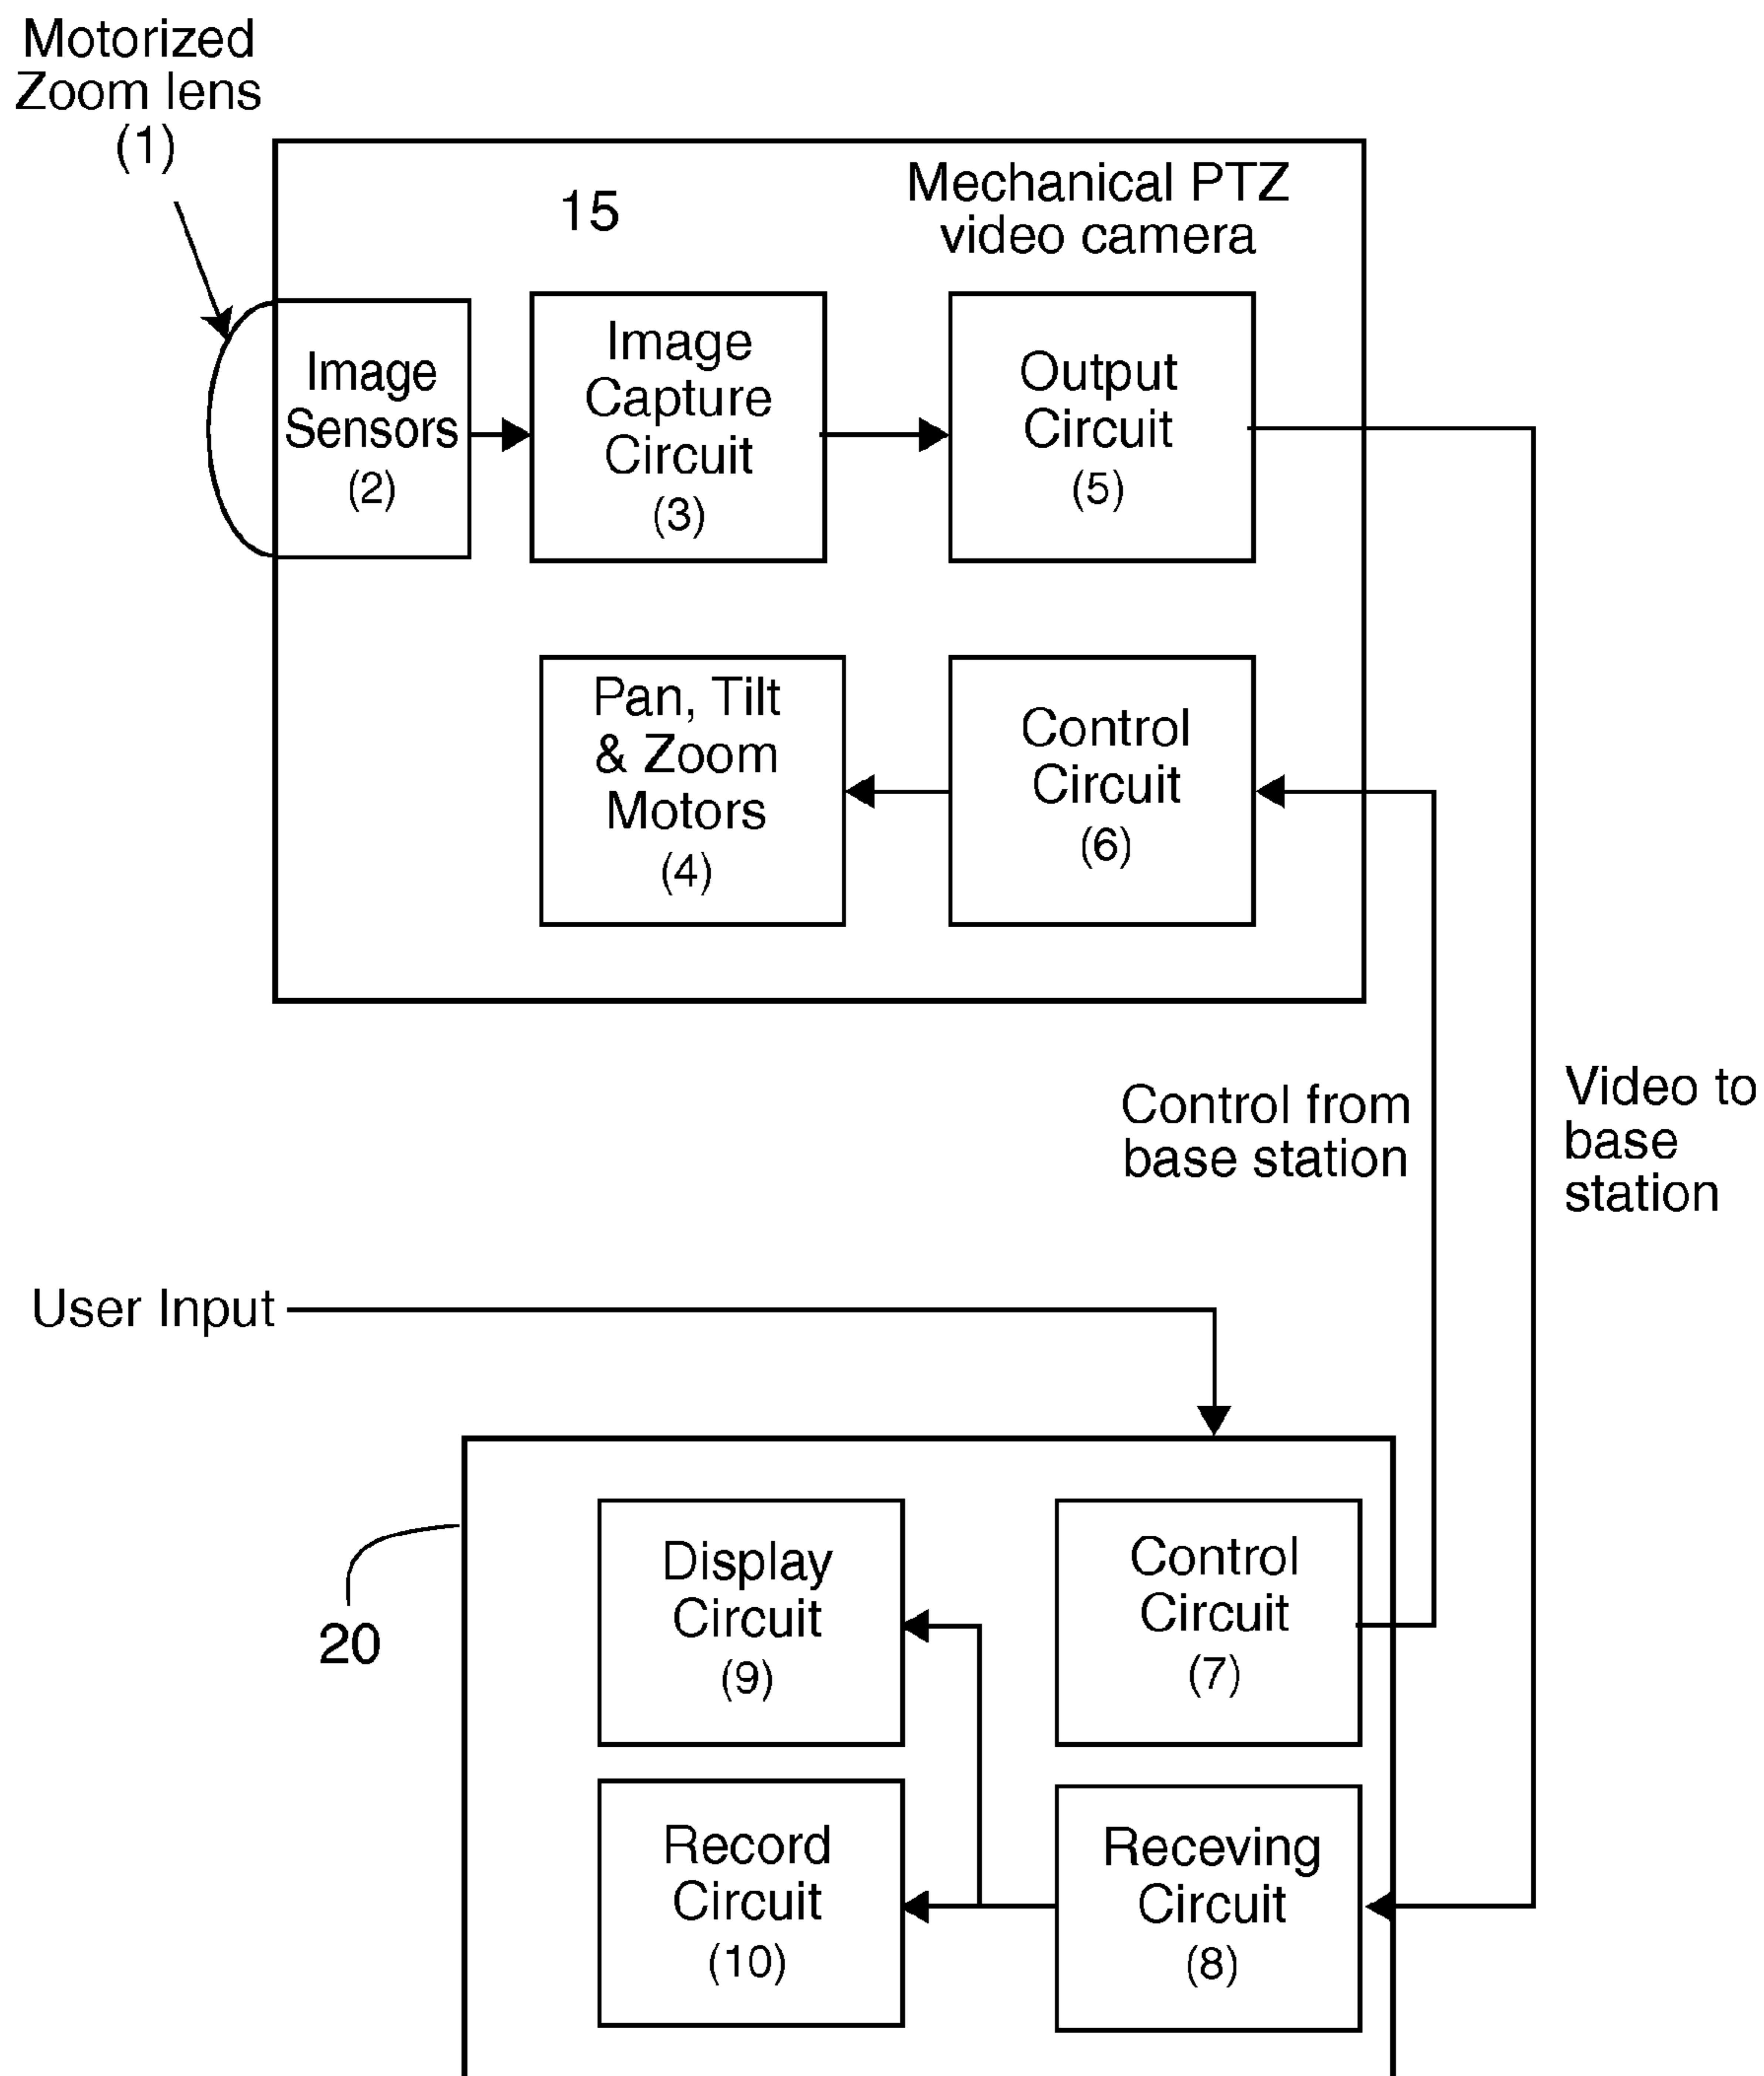 Motorized
Zoom lens
(1)
15
Mechanical PTZ
video camera
Image
Sensors
(2)
Image
Capture
Circuit
(3)
Output
Circuit
(5)
Pan, Tilt
& Zoom
Motors
(4)
Control
Circuit
(6)
Control from
base station
Video to
base
station
User Input
20
Display
Circuit
(9)
Control
Circuit
(7)
Record
Circuit
(10)
Receving
Circuit
(8)